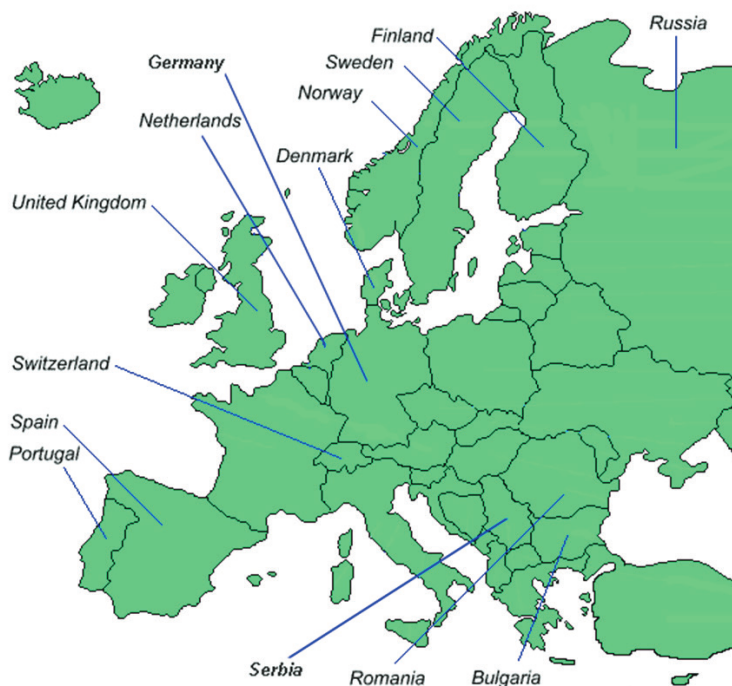 Russia
Finland
Sweden
Germany
Norway
Netherlands
Denmark
United Kingdom
Switzerland
Spain
Portugal
Serbia
Romania
Bulgaria